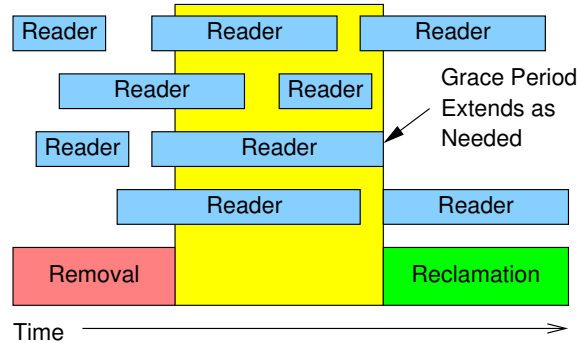 Reader
Reader
Reader
Reader
Reader
Grace Period
Extends as
Needed
Reader
Reader
Reader
Reader
Removal
Reclamation
Time